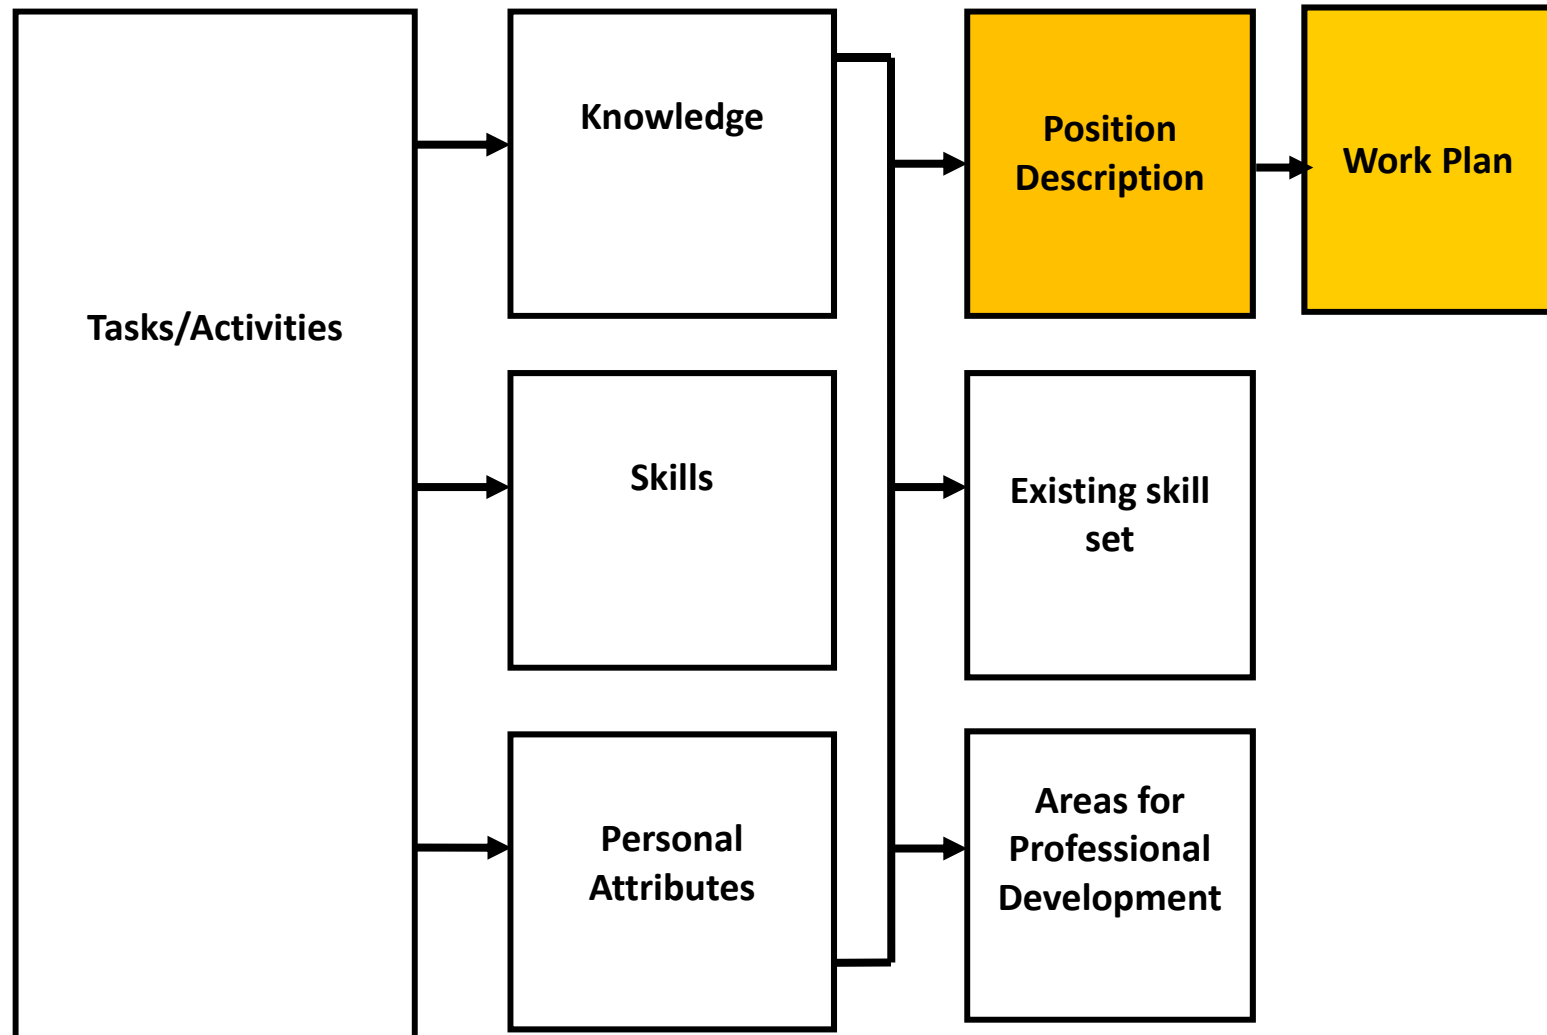 Tasks/Activities
Knowledge
Skills
Personal
Attributes
Position
Description
Existing skill
set
Areas for
Professional
Development
Work Plan